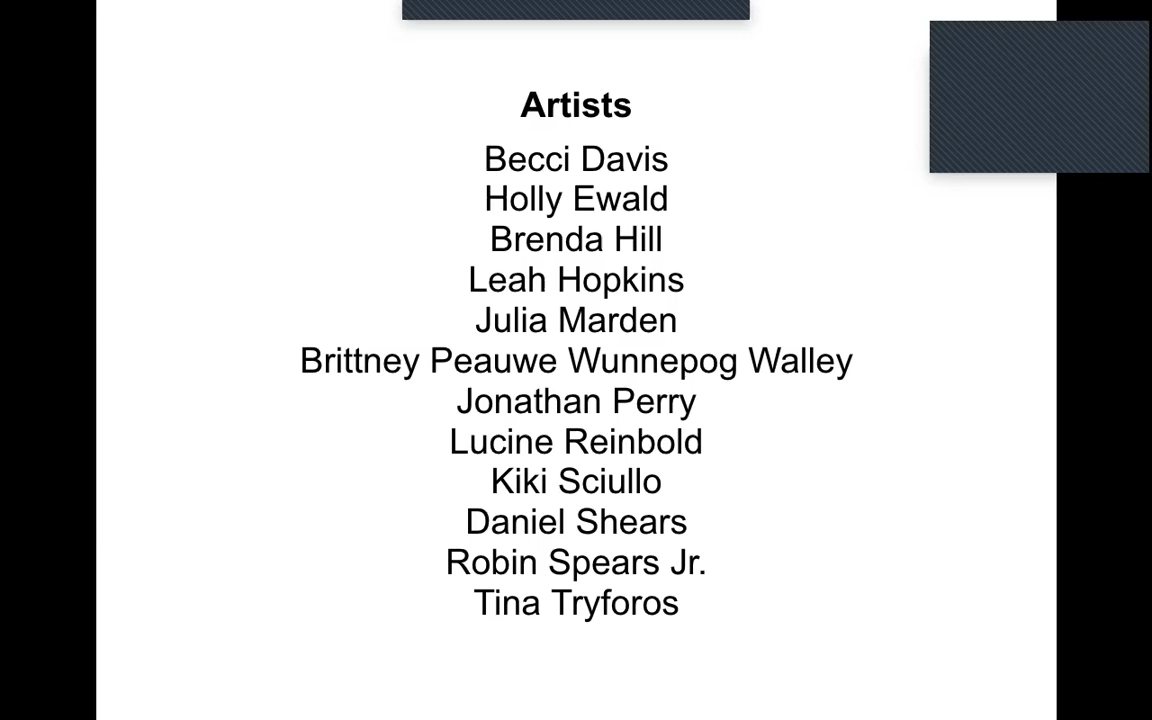 Artists
Becci Davis
Holly Ewald
Brenda Hill
Leah Hopkins
Julia Marden
Brittney Peauwe Wunnepog Walley
Jonathan Perry
Lucine Reinbold
Kiki Sciullo
Daniel Shears
Robin Spears Jr.
Tina Tryforos